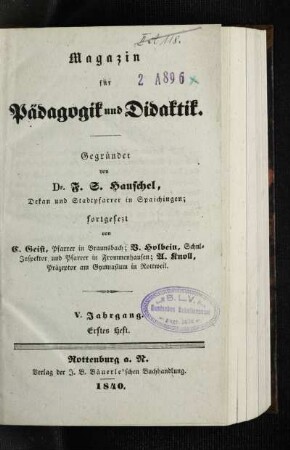 Magazin
für
2 A896
Pädagogik und Didaktik.
Gegründet
von
Dr. F. S. Hauschel,
Dekan und Stadtpfarrer in Spaichingen;
fortgesetzt
von
C. Geist, Pfarrer in Braunsbach; V. Holbein, Schul-
Inspektor und Pfarrer in Frommenhausen; A. Knoll,
Präzeptor am Gymnasium in Rottweil.
V. Jahrgang.
Erstes Heft.
B.L.V.
Rottenburg a. N.
Verlag der J. B. Bäuerle'schen Buchhandlung.
1840.